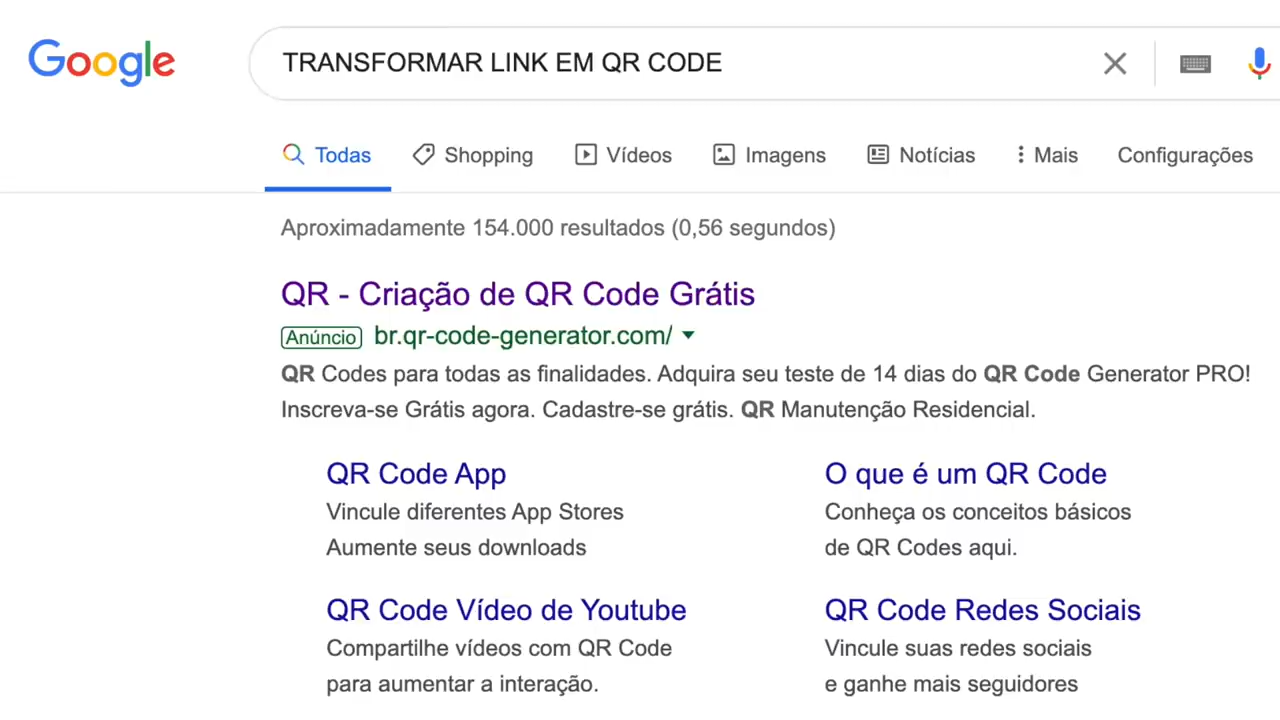 Google
TRANSFORMAR LINK EM QR CODE
Todas Shopping Vídeos Imagens Notícias Mais Configurações
Aproximadamente 154.000 resultados (0,56 segundos)
QR - Criação de QR Code Grátis
Anúncio br.qr-code-generator.com/
QR Codes para todas as finalidades. Adquira seu teste de 14 dias do QR Code Generator PRO!
Inscreva-se Grátis agora. Cadastre-se grátis. QR Manutenção Residencial.
QR Code App
Vincule diferentes App Stores
Aumente seus downloads
O que é um QR Code
Conheça os conceitos básicos
de QR Codes aqui.
QR Code Vídeo de Youtube
Compartilhe vídeos com QR Code
para aumentar a interação.
QR Code Redes Sociais
Vincule suas redes sociais
e ganhe mais seguidores